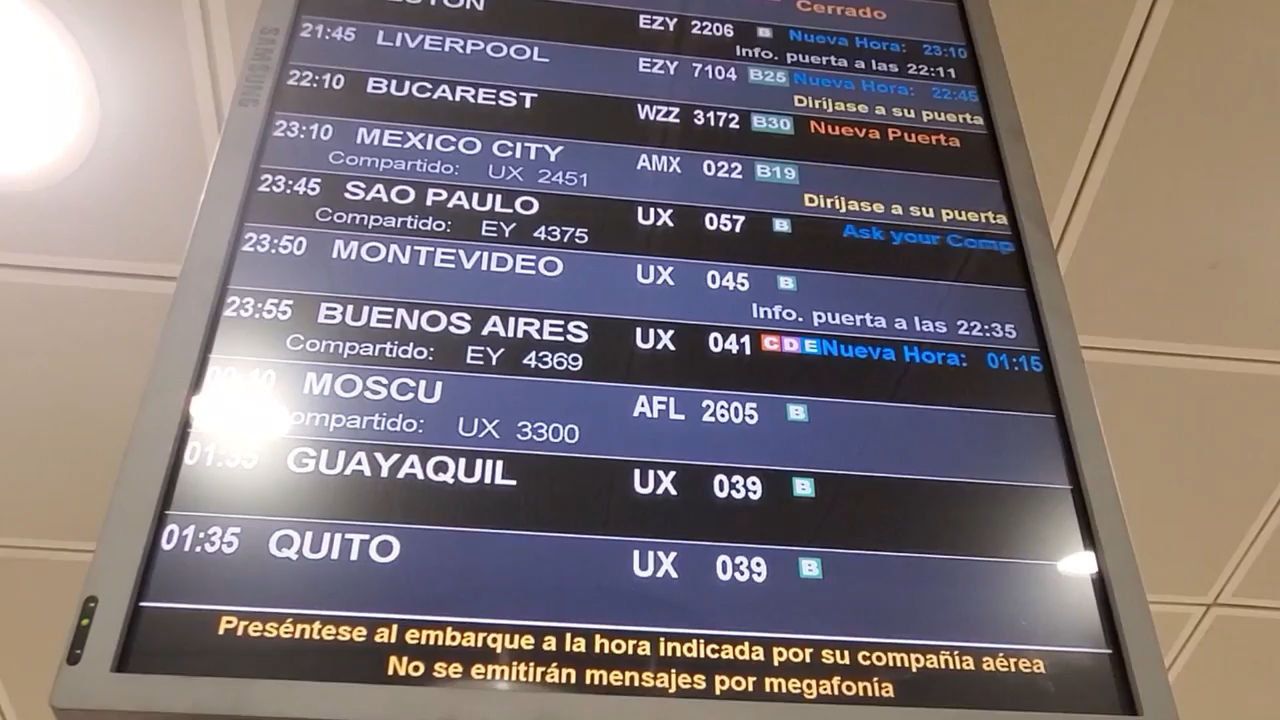 Cerrado
EZY 2206 B Nueva Hora: 23:10
Info. puerta a las 22:11
21:45 LIVERPOOL EZY 7104 B25 Nueva Hora: 22:45
Diríjase a su puerta
22:10 BUCAREST WZZ 3172 B30 Nueva Puerta
23:10 MEXICO CITY AMX 022 B19
Compartido: UX 2451
Diríjase a su puerta
23:45 SAO PAULO UX 057 B Ask your Comp
Compartido: EY 4375
23:50 MONTEVIDEO UX 045 B
Info. puerta a las 22:35
23:55 BUENOS AIRES UX 041 C D E Nueva Hora: 01:15
Compartido: EY 4369
MOSCU AFL 2605 B
ompartido: UX 3300
01:35 GUAYAQUIL UX 039 B
01:35 QUITO UX 039 B
Preséntese al embarque a la hora indicada por su compañía aérea
No se emitirán mensajes por megafonía
SAMSUNG